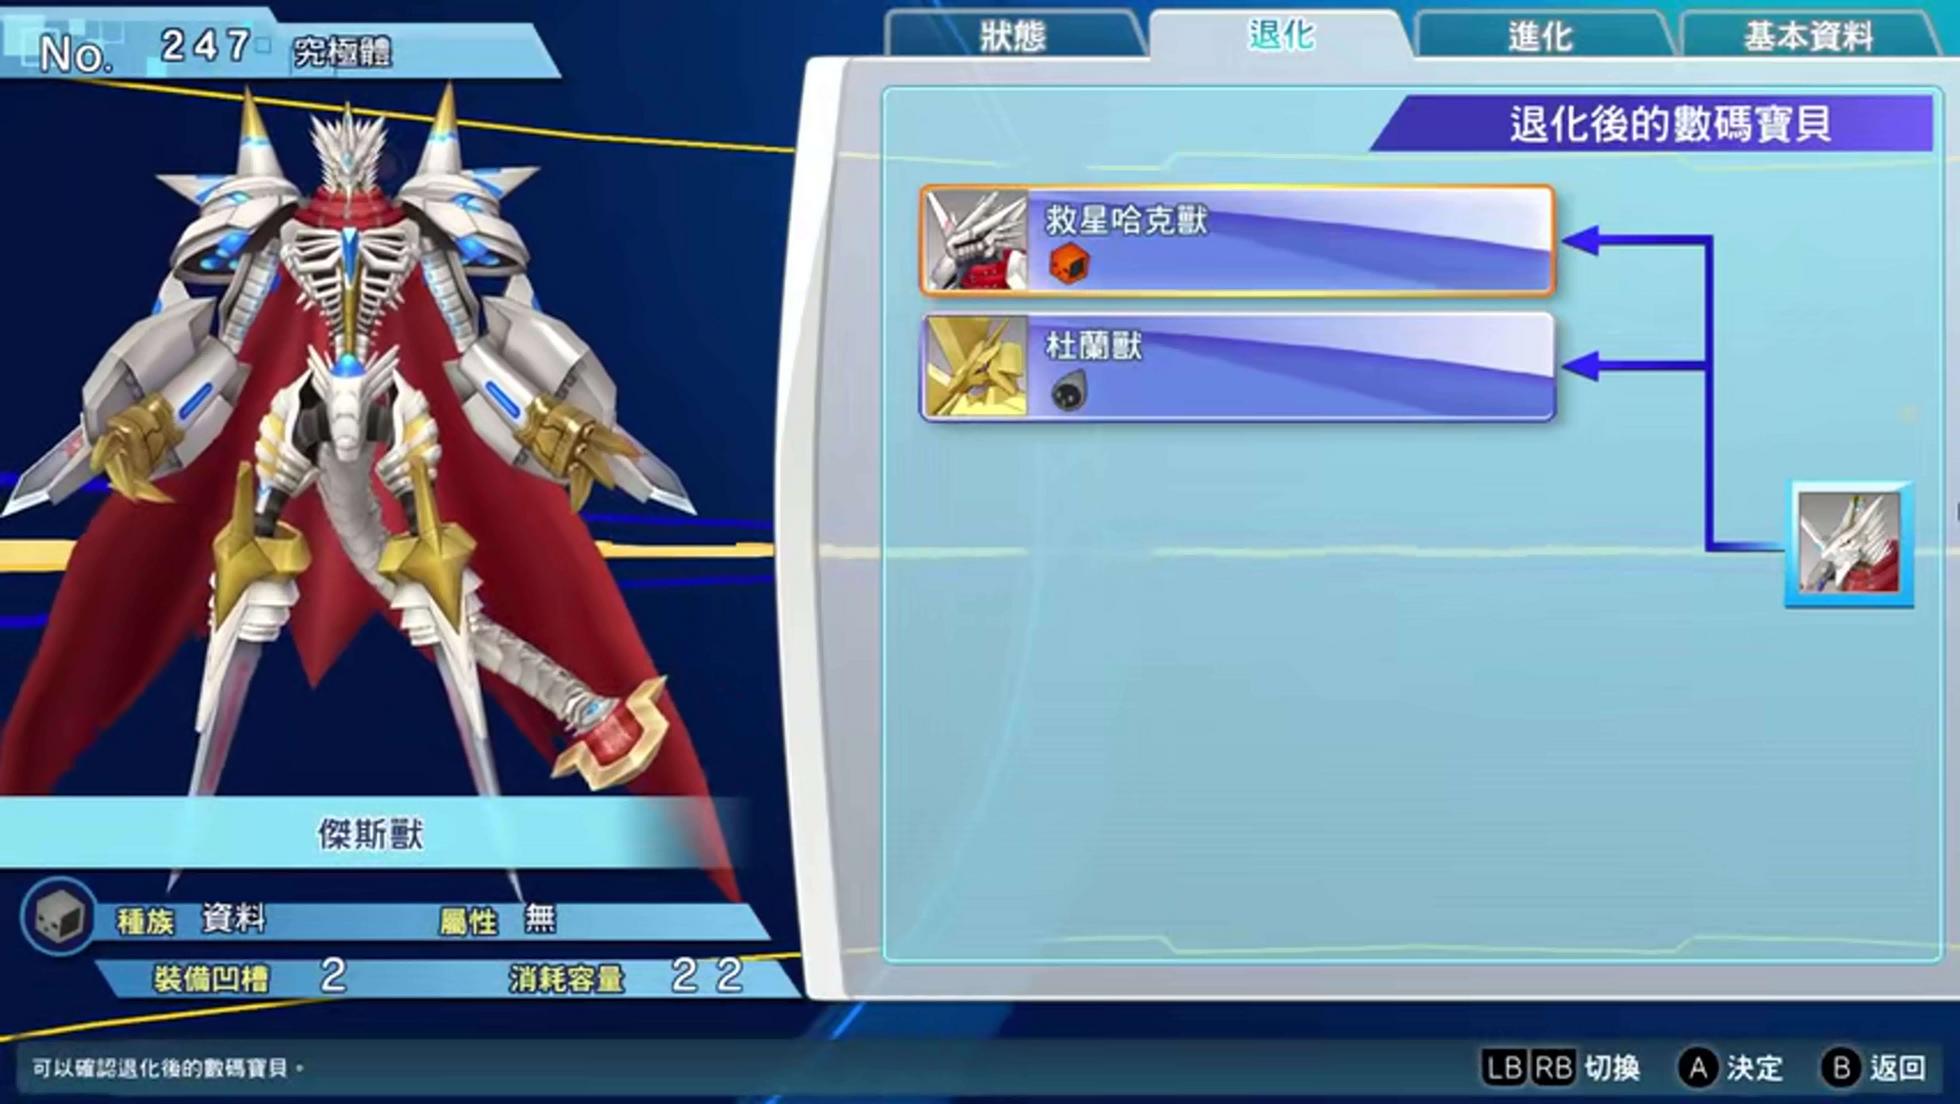 No. 247 究極體
狀態 退化 進化 基本資料
退化後的數碼寶貝
救星哈克獸
杜蘭獸
傑斯獸
種族 資料 屬性 無
裝備凹槽 2 消耗容量 22
可以確認退化後的數碼寶貝。
LB RB 切換 A 決定 B 返回